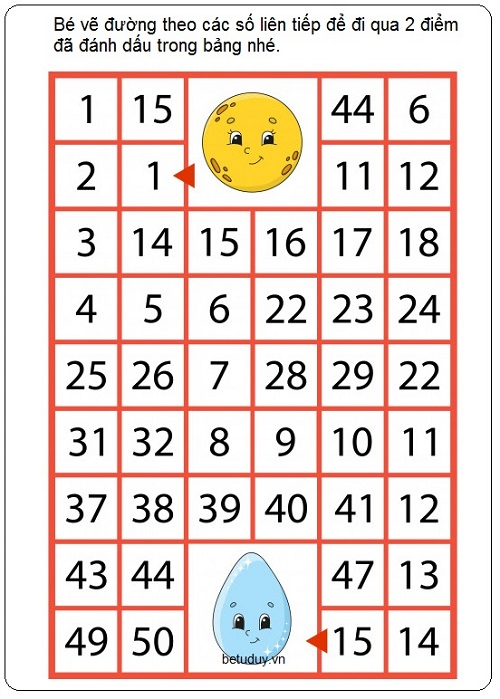 Bé vẽ đường theo các số liên tiếp để đi qua 2 điểm
đã đánh dấu trong bảng nhé.
1 15 44 6
2 1 11 12
3 14 15 16 17 18
4 5 6 22 23 24
25 26 7 28 29 22
31 32 8 9 10 11
37 38 39 40 41 12
43 44 47 13
49 50 15 14
betuduy.vn